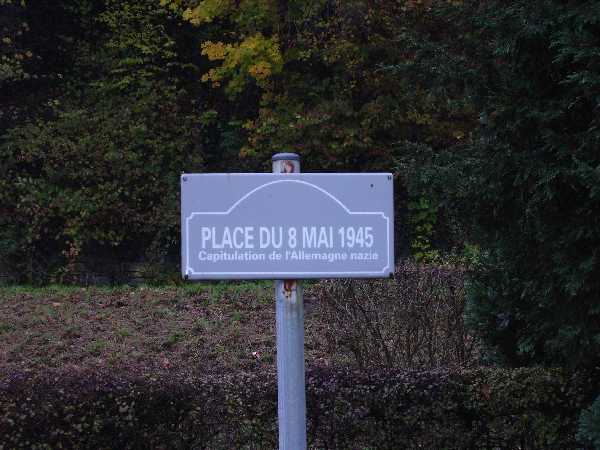 PLACE DU 8 MAI 1945
Capitulation de l'Allemagne nazie